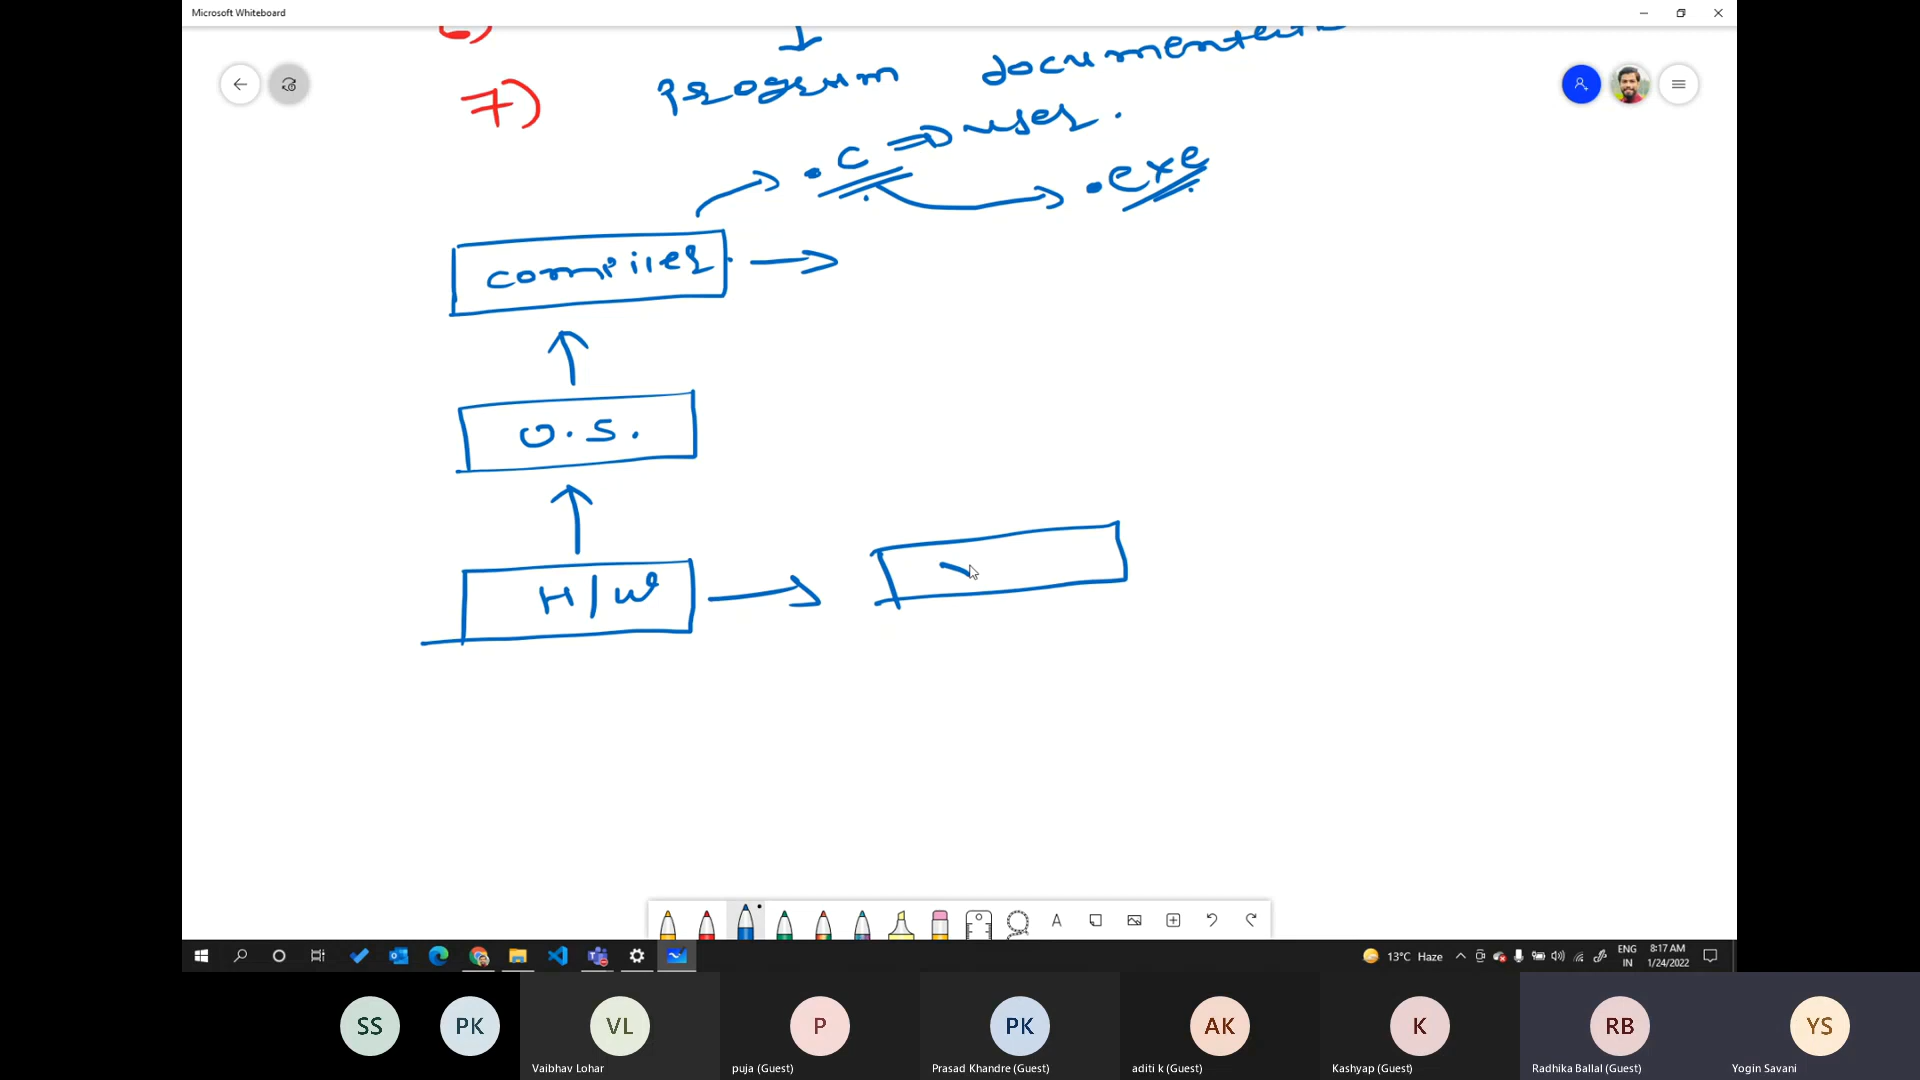 Microsoft Whiteboard
7)
program
.c => user.
.exe
compiler
O.S.
H/W
A
13°C Haze
ENG
IN
8:17 AM
1/24/2022
SS
PK
VL
P
PK
AK
K
RB
YS
Vaibhav Lohar
puja (Guest)
Prasad Khandre (Guest)
aditi k (Guest)
Kashyap (Guest)
Radhika Ballal (Guest)
Yogin Savani